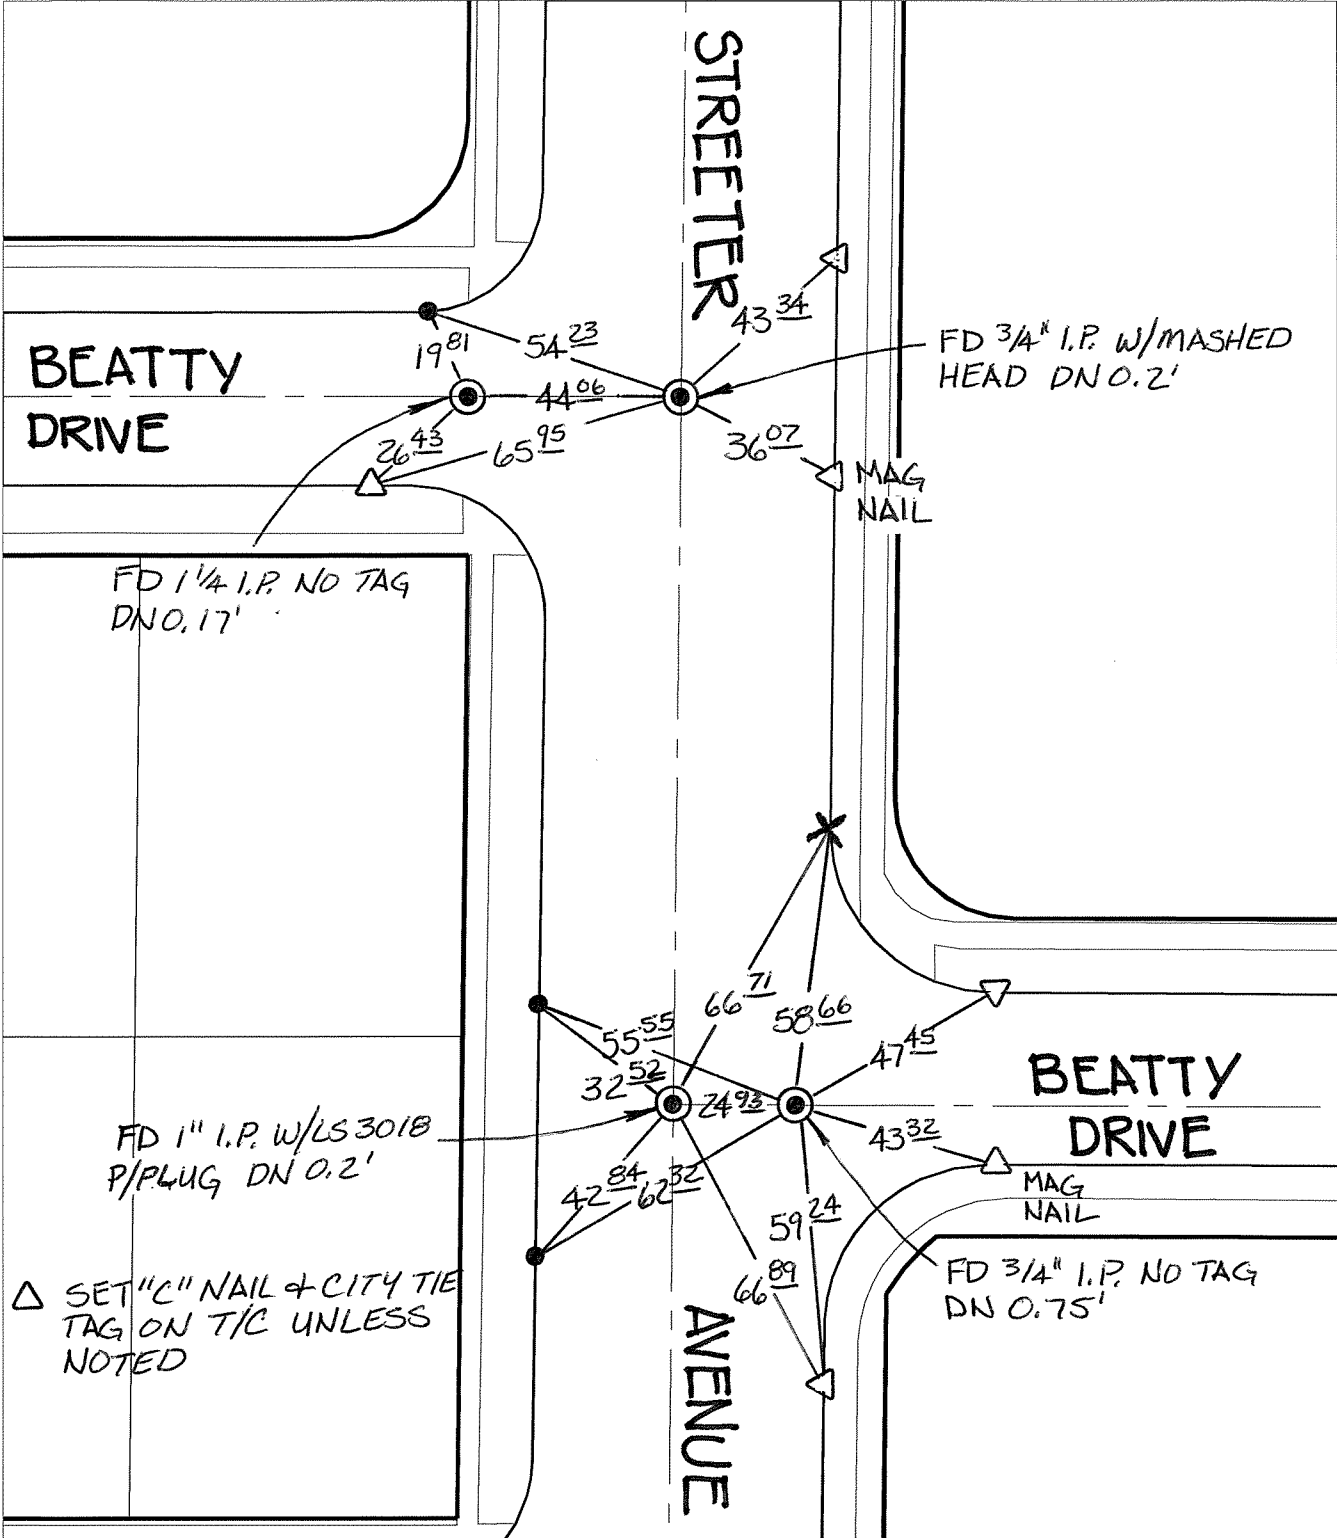 STREETER
43 34
54 23
19 81
FD 3/4" I.P. W/MASHED
HEAD DN 0.2'
BEATTY
DRIVE
44 06
26 43
65 95
36 07
MAG
NAIL
FD 1 1/4 I.P. NO TAG
DN 0.17'
66 71
58 66
55 55
47 45
32 52
24 93
BEATTY
DRIVE
FD 1" I.P. W/LS 3018
P/PLUG DN 0.2'
43 32
42 84
62 32
MAG
NAIL
59 24
66 89
FD 3/4" I.P. NO TAG
DN 0.75'
△ SET "C" NAIL & CITY TIE
TAG ON T/C UNLESS
NOTED
AVENUE